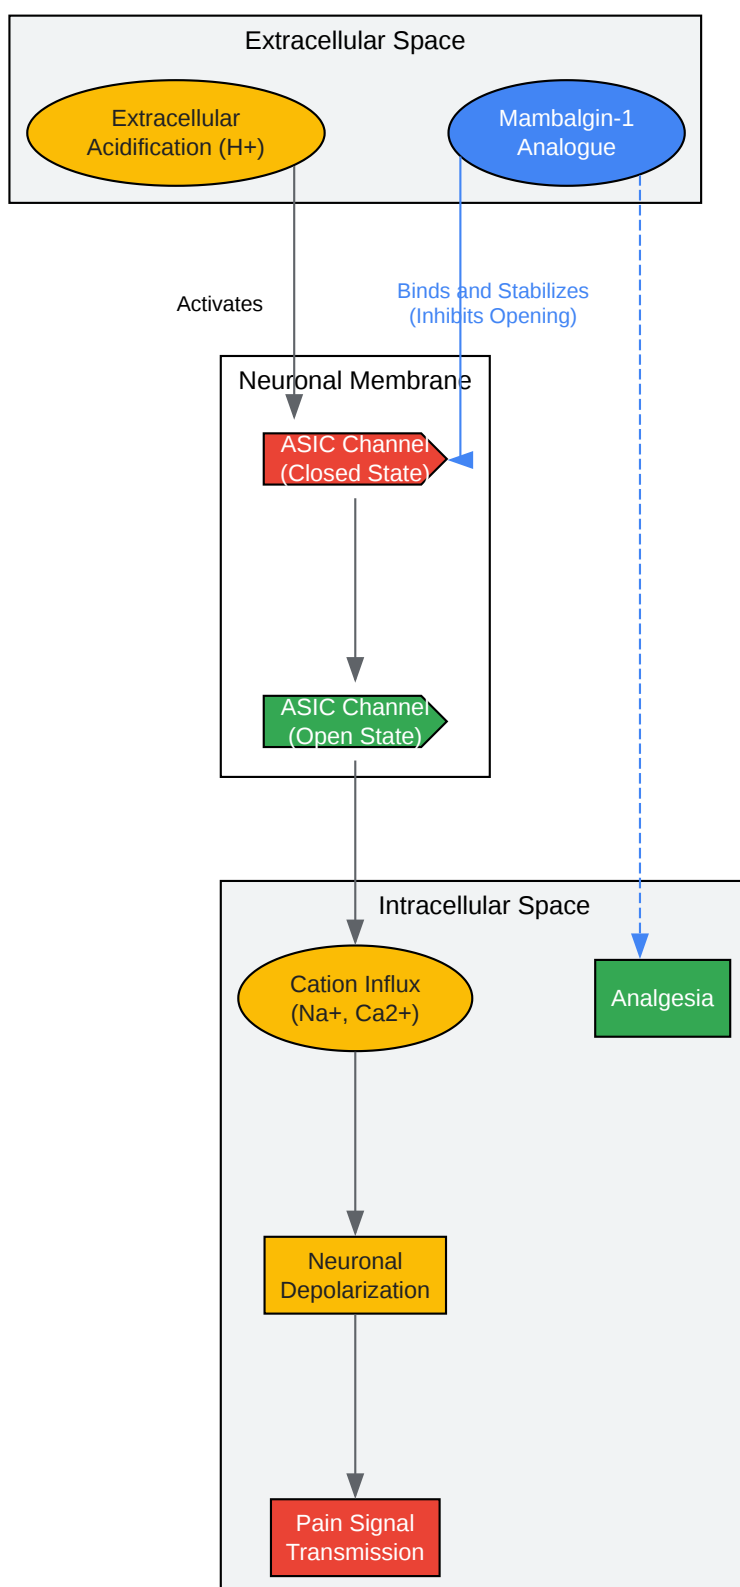 Extracellular Space
Extracellular
Acidification (H+)
Mambalgin-1
Analogue
Activates
Binds and Stabilizes
(Inhibits Opening)
Neuronal Membrane
ASIC Channel
(Closed State)
ASIC Channel
(Open State)
Intracellular Space
Cation Influx
(Na+, Ca2+)
Analgesia
Neuronal
Depolarization
Pain Signal
Transmission